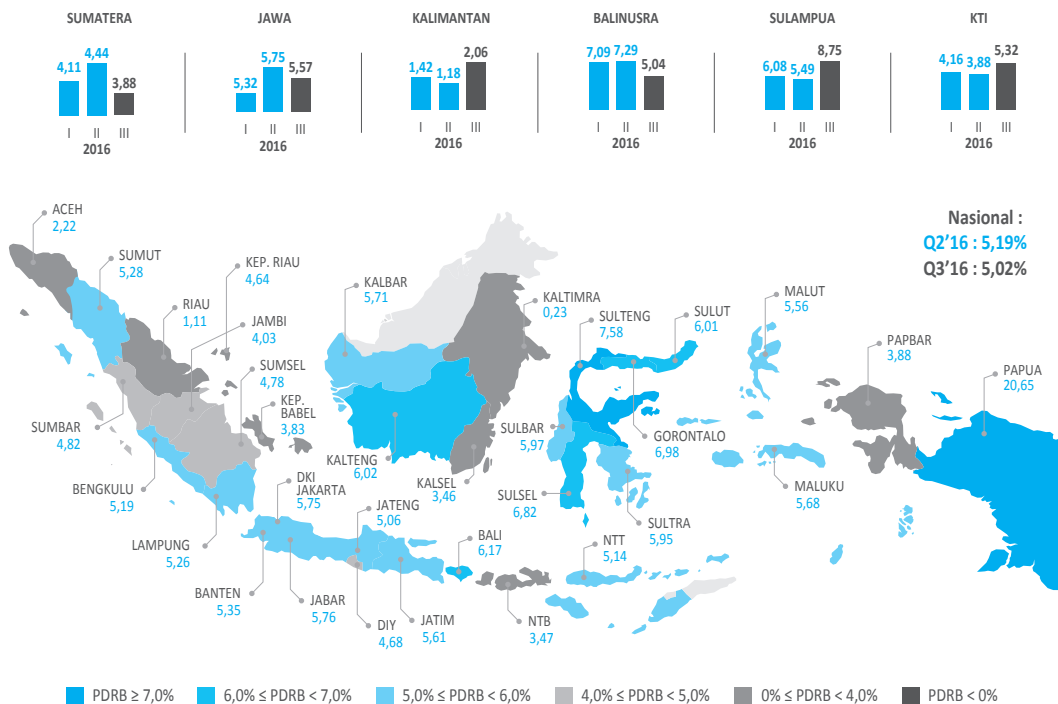 SUMATERA
4,11
4,44
3,88
I
II
III
2016
JAWA
5,32
5,75
5,57
I
II
III
2016
KALIMANTAN
1,42
1,18
2,06
I
II
III
2016
BALINUSRA
7,09
7,29
5,04
I
II
III
2016
SULAMPUA
6,08
5,49
8,75
I
II
III
2016
KTI
4,16
3,88
5,32
I
II
III
2016
Nasional :
Q2’16 : 5,19%
Q3’16 : 5,02%
ACEH
2,22
SUMUT
5,28
KEP. RIAU
4,64
RIAU
1,11
JAMBI
4,03
SUMSEL
4,78
KEP.
BABEL
3,83
SUMBAR
4,82
BENGKULU
5,19
LAMPUNG
5,26
DKI
JAKARTA
5,75
BANTEN
5,35
JABAR
5,76
JATENG
5,06
DIY
4,68
JATIM
5,61
BALI
6,17
NTB
3,47
NTT
5,14
KALBAR
5,71
KALTENG
6,02
KALSEL
3,46
KALTIMRA
0,23
SULTENG
7,58
SULUT
6,01
GORONTALO
6,98
SULBAR
5,97
SULSEL
6,82
SULTRA
5,95
MALUT
5,56
MALUKU
5,68
PAPBAR
3,88
PAPUA
20,65
PDRB ≥ 7,0%
6,0% ≤ PDRB < 7,0%
5,0% ≤ PDRB < 6,0%
4,0% ≤ PDRB < 5,0%
0% ≤ PDRB < 4,0%
PDRB < 0%